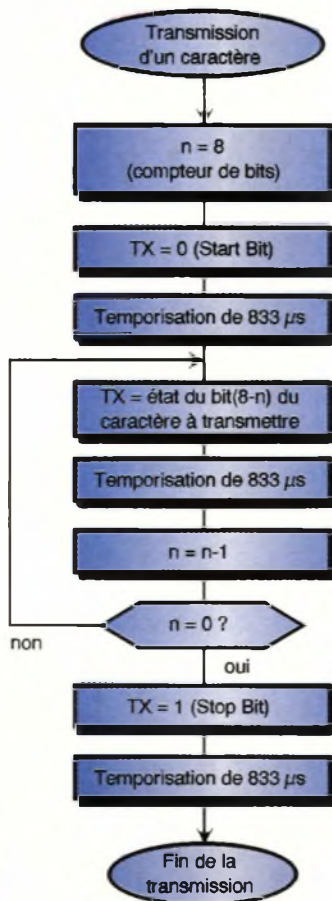 Transmission
d'un caractère
n = 8
(compteur de bits)
TX = 0 (Start Bit)
Temporisation de 833 µs
TX = état du bit(8-n) du
caractère à transmettre
Temporisation de 833 µs
n = n-1
n = 0 ?
non
oui
TX = 1 (Stop Bit)
Temporisation de 833 µs
Fin de la
transmission